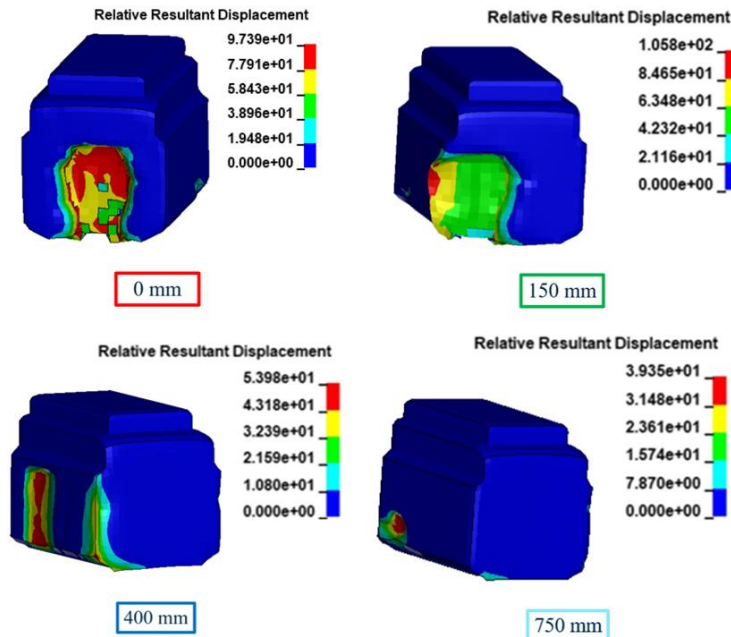 Relative Resultant Displacement
9.739e+01
7.791e+01
5.843e+01
3.896e+01
1.948e+01
0.000e+00
0 mm
Relative Resultant Displacement
1.058e+02
8.465e+01
6.348e+01
4.232e+01
2.116e+01
0.000e+00
150 mm
Relative Resultant Displacement
5.398e+01
4.318e+01
3.239e+01
2.159e+01
1.080e+01
0.000e+00
400 mm
Relative Resultant Displacement
3.935e+01
3.148e+01
2.361e+01
1.574e+01
7.870e+00
0.000e+00
750 mm